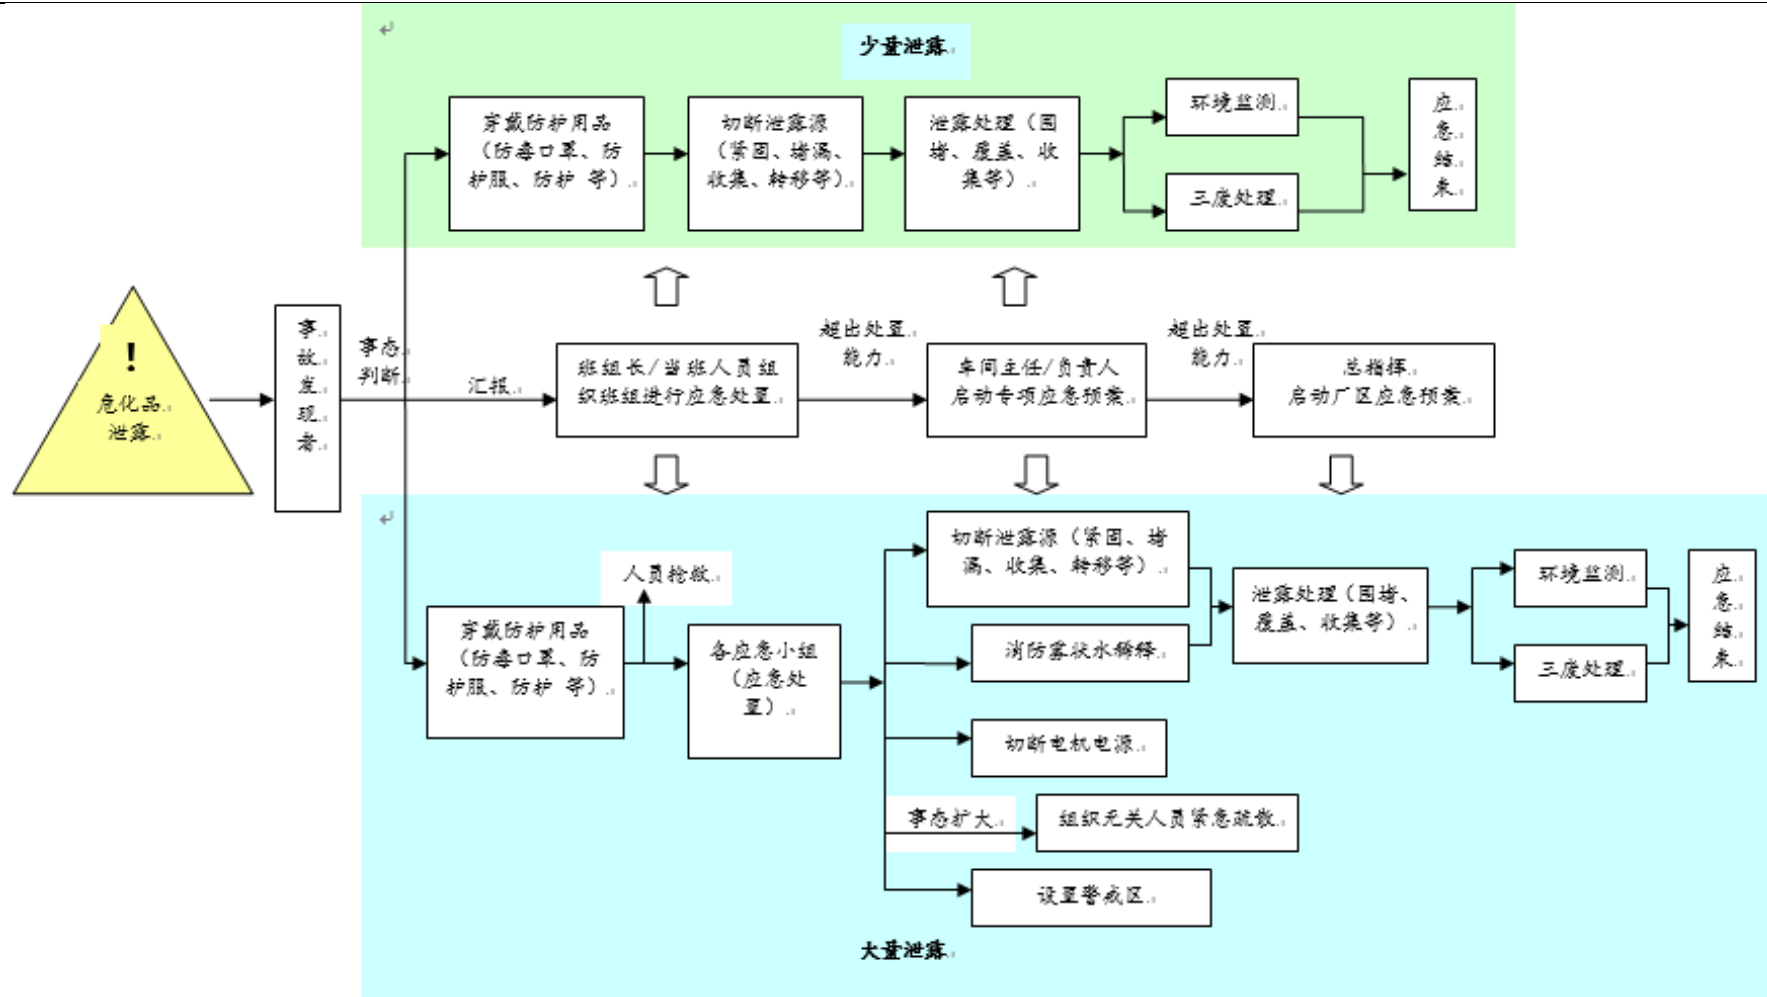 少量泄露
穿戴防护用品
（防毒口罩、防
护服、防护 等）
切断泄露源
（紧固、堵漏、
收集、转移等）
泄露处理（围
堵、覆盖、收
集等）
环境监测
三废处理
应
急
结
束
!
危化品
泄露
事
故
发
现
者
事态
判断
汇报
班组长/当班人员组
织班组进行应急处置
超出处置
能力
车间主任/负责人
启动专项应急预案
超出处置
能力
总指挥
启动厂区应急预案
人员抢救
穿戴防护用品
（防毒口罩、防
护服、防护 等）
各应急小组
（应急处
置）
切断泄露源（紧固、堵
漏、收集、转移等）
消防雾状水稀释
切断电机电源
事态扩大
组织无关人员紧急疏散
设置警戒区
泄露处理（围堵、
覆盖、收集等）
环境监测
三废处理
应
急
结
束
大量泄露